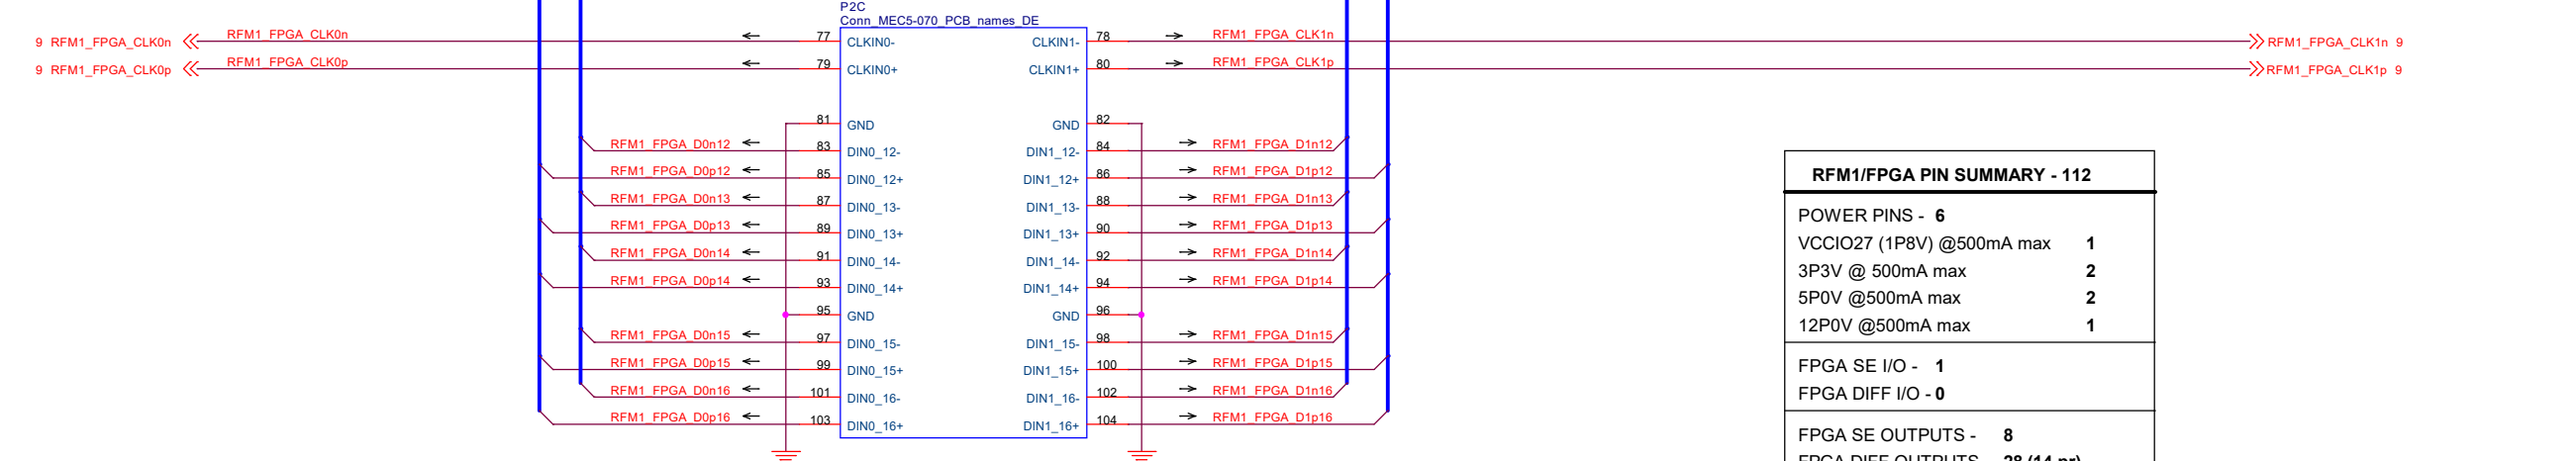 P2C
Conn_MEC5-070_PCB_names_DE
9 RFM1_FPGA_CLK0n RFM1_FPGA_CLK0n 77 CLKIN0- CLKIN1- 78 RFM1_FPGA_CLK1n RFM1_FPGA_CLK1n 9
9 RFM1_FPGA_CLK0p RFM1_FPGA_CLK0p 79 CLKIN0+ CLKIN1+ 80 RFM1_FPGA_CLK1p RFM1_FPGA_CLK1p 9
81 GND GND 82
RFM1_FPGA_D0n12 83 DIN0_12- DIN1_12- 84 RFM1_FPGA_D1n12
RFM1_FPGA_D0p12 85 DIN0_12+ DIN1_12+ 86 RFM1_FPGA_D1p12
RFM1_FPGA_D0n13 87 DIN0_13- DIN1_13- 88 RFM1_FPGA_D1n13
RFM1_FPGA_D0p13 89 DIN0_13+ DIN1_13+ 90 RFM1_FPGA_D1p13
RFM1_FPGA_D0n14 91 DIN0_14- DIN1_14- 92 RFM1_FPGA_D1n14
RFM1_FPGA_D0p14 93 DIN0_14+ DIN1_14+ 94 RFM1_FPGA_D1p14
95 GND GND 96
RFM1_FPGA_D0n15 97 DIN0_15- DIN1_15- 98 RFM1_FPGA_D1n15
RFM1_FPGA_D0p15 99 DIN0_15+ DIN1_15+ 100 RFM1_FPGA_D1p15
RFM1_FPGA_D0n16 101 DIN0_16- DIN1_16- 102 RFM1_FPGA_D1n16
RFM1_FPGA_D0p16 103 DIN0_16+ DIN1_16+ 104 RFM1_FPGA_D1p16
RFM1/FPGA PIN SUMMARY - 112
POWER PINS - 6
VCCIO27 (1P8V) @500mA max 1
3P3V @ 500mA max 2
5P0V @500mA max 2
12P0V @500mA max 1
FPGA SE I/O - 1
FPGA DIFF I/O - 0
FPGA SE OUTPUTS - 8
FPGA DIFF OUTPUTS - 28 (14 pr)